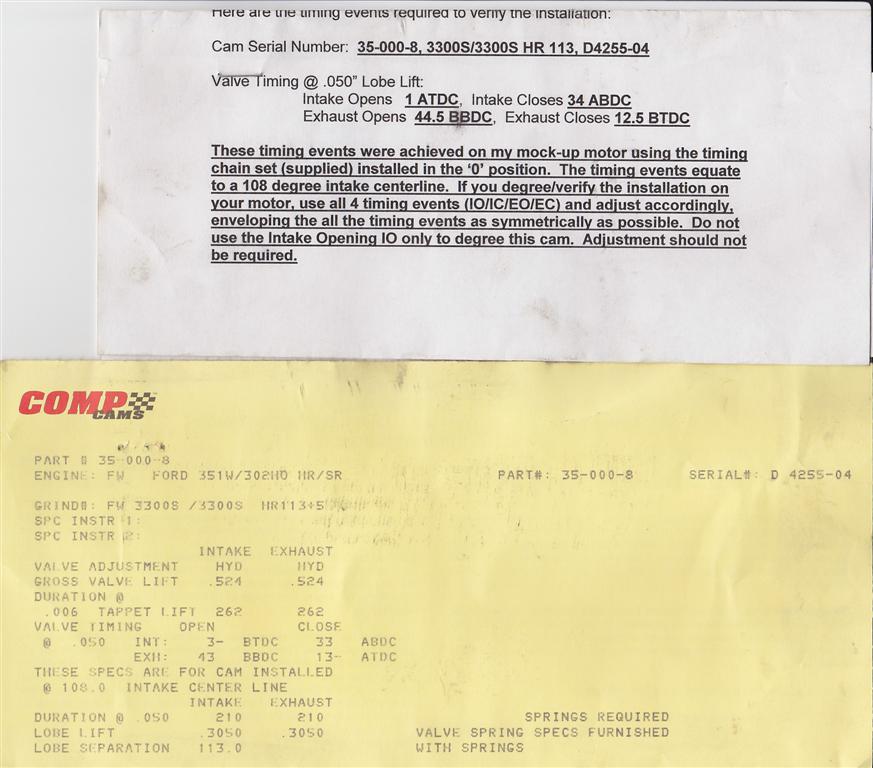 Here are the timing events required to verify the installation:
Cam Serial Number: 35-000-8, 3300S/3300S HR 113, D4255-04
Valve Timing @ .050” Lobe Lift:
Intake Opens 1 ATDC, Intake Closes 34 ABDC
Exhaust Opens 44.5 BBDC, Exhaust Closes 12.5 BTDC
These timing events were achieved on my mock-up motor using the timing
chain set (supplied) installed in the ‘0’ position. The timing events equate
to a 108 degree intake centerline. If you degree/verify the installation on
your motor, use all 4 timing events (IO/IC/EO/EC) and adjust accordingly,
enveloping the all the timing events as symmetrically as possible. Do not
use the Intake Opening IO only to degree this cam. Adjustment should not
be required.
COMP
CAMS
PART # 35-000-8
ENGINE: FW FORD 351W/302HO HR/SR PART#: 35-000-8 SERIAL#: D 4255-04
GRIND#: FW 3300S /3300S HR113+5
SPC INSTR 1:
SPC INSTR 2:
INTAKE EXHAUST
VALVE ADJUSTMENT HYD HYD
GROSS VALVE LIFT .524 .524
DURATION @
.006 TAPPET LIFT 262 262
VALVE TIMING OPEN CLOSE
@ .050 INT: 3- BTDC 33 ABDC
EXH: 43 BBDC 13- ATDC
THESE SPECS ARE FOR CAM INSTALLED
@ 108.0 INTAKE CENTER LINE
INTAKE EXHAUST
DURATION @ .050 210 210 SPRINGS REQUIRED
LOBE LIFT .3050 .3050 VALVE SPRING SPECS FURNISHED
LOBE SEPARATION 113.0 WITH SPRINGS